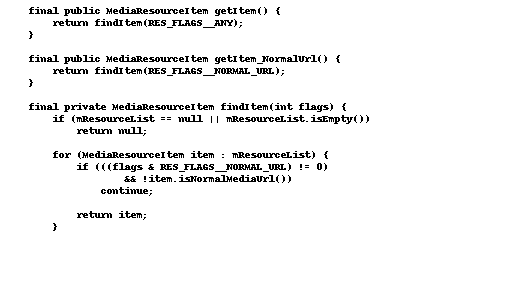 final public MediaResourceItem getItem() {
return findItem(RES_FLAGS__ANY);
}
final public MediaResourceItem getItem_NormalUrl() {
return findItem(RES_FLAGS__NORMAL_URL);
}
final private MediaResourceItem findItem(int flags) {
if (mResourceList == null || mResourceList.isEmpty())
return null;
for (MediaResourceItem item : mResourceList) {
if (((flags & RES_FLAGS__NORMAL_URL) != 0)
&& !item.isNormalMediaUrl())
continue;
return item;
}